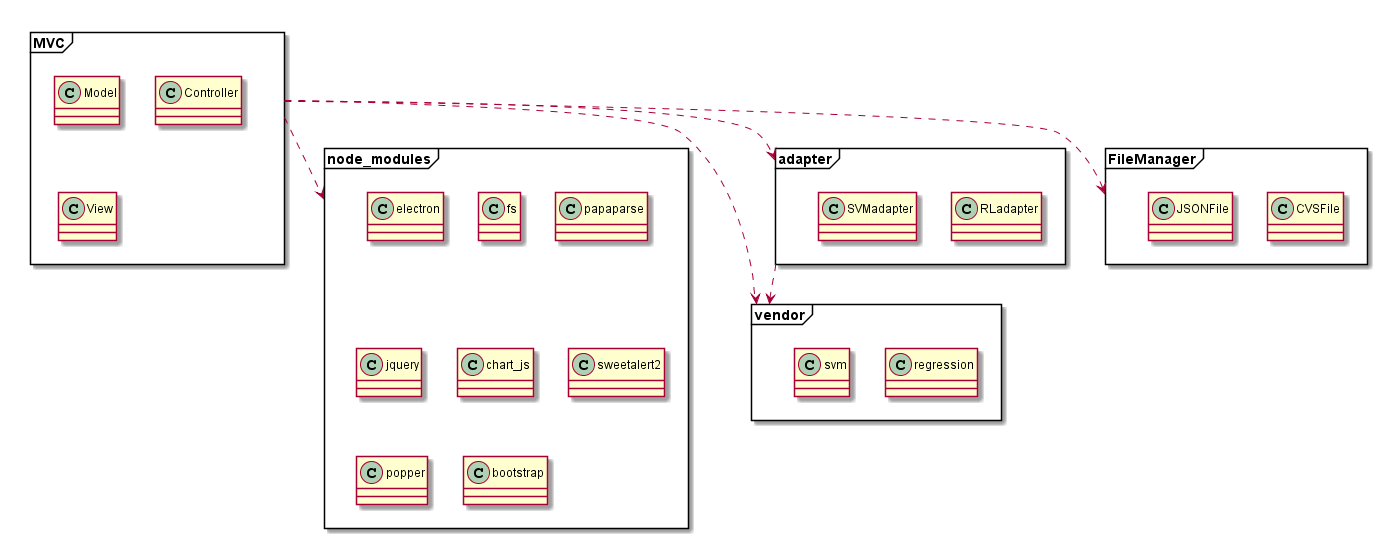 MVC
C Model
C Controller
C View
node_modules
C electron
C fs
C papaparse
C jquery
C chart_js
C sweetalert2
C popper
C bootstrap
adapter
C SVMadapter
C RLadapter
vendor
C svm
C regression
FileManager
C JSONFile
C CVSFile